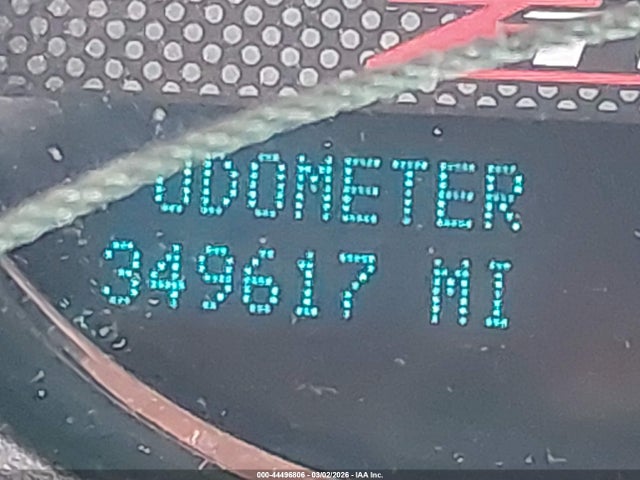 ODOMETER
349617 MI
000-44496806 - 03/02/2026 - IAA Inc.